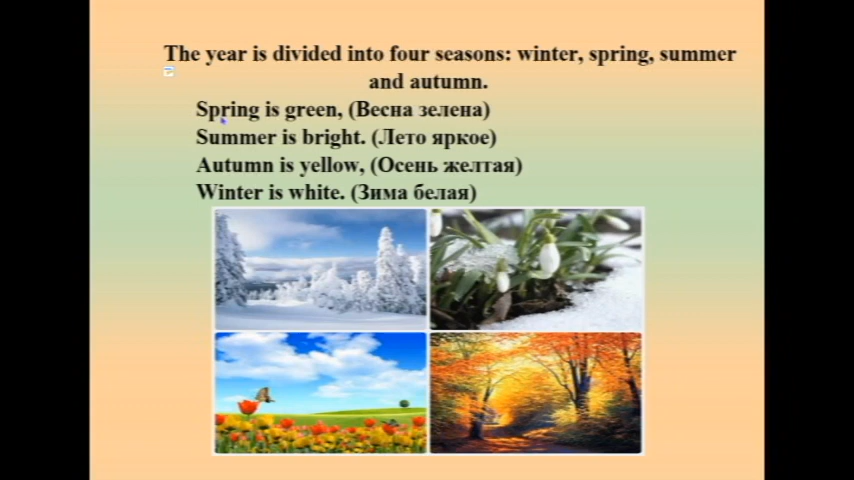 The year is divided into four seasons: winter, spring, summer
and autumn.
Spring is green, (Весна зелена)
Summer is bright. (Лето яркое)
Autumn is yellow, (Осень желтая)
Winter is white. (Зима белая)